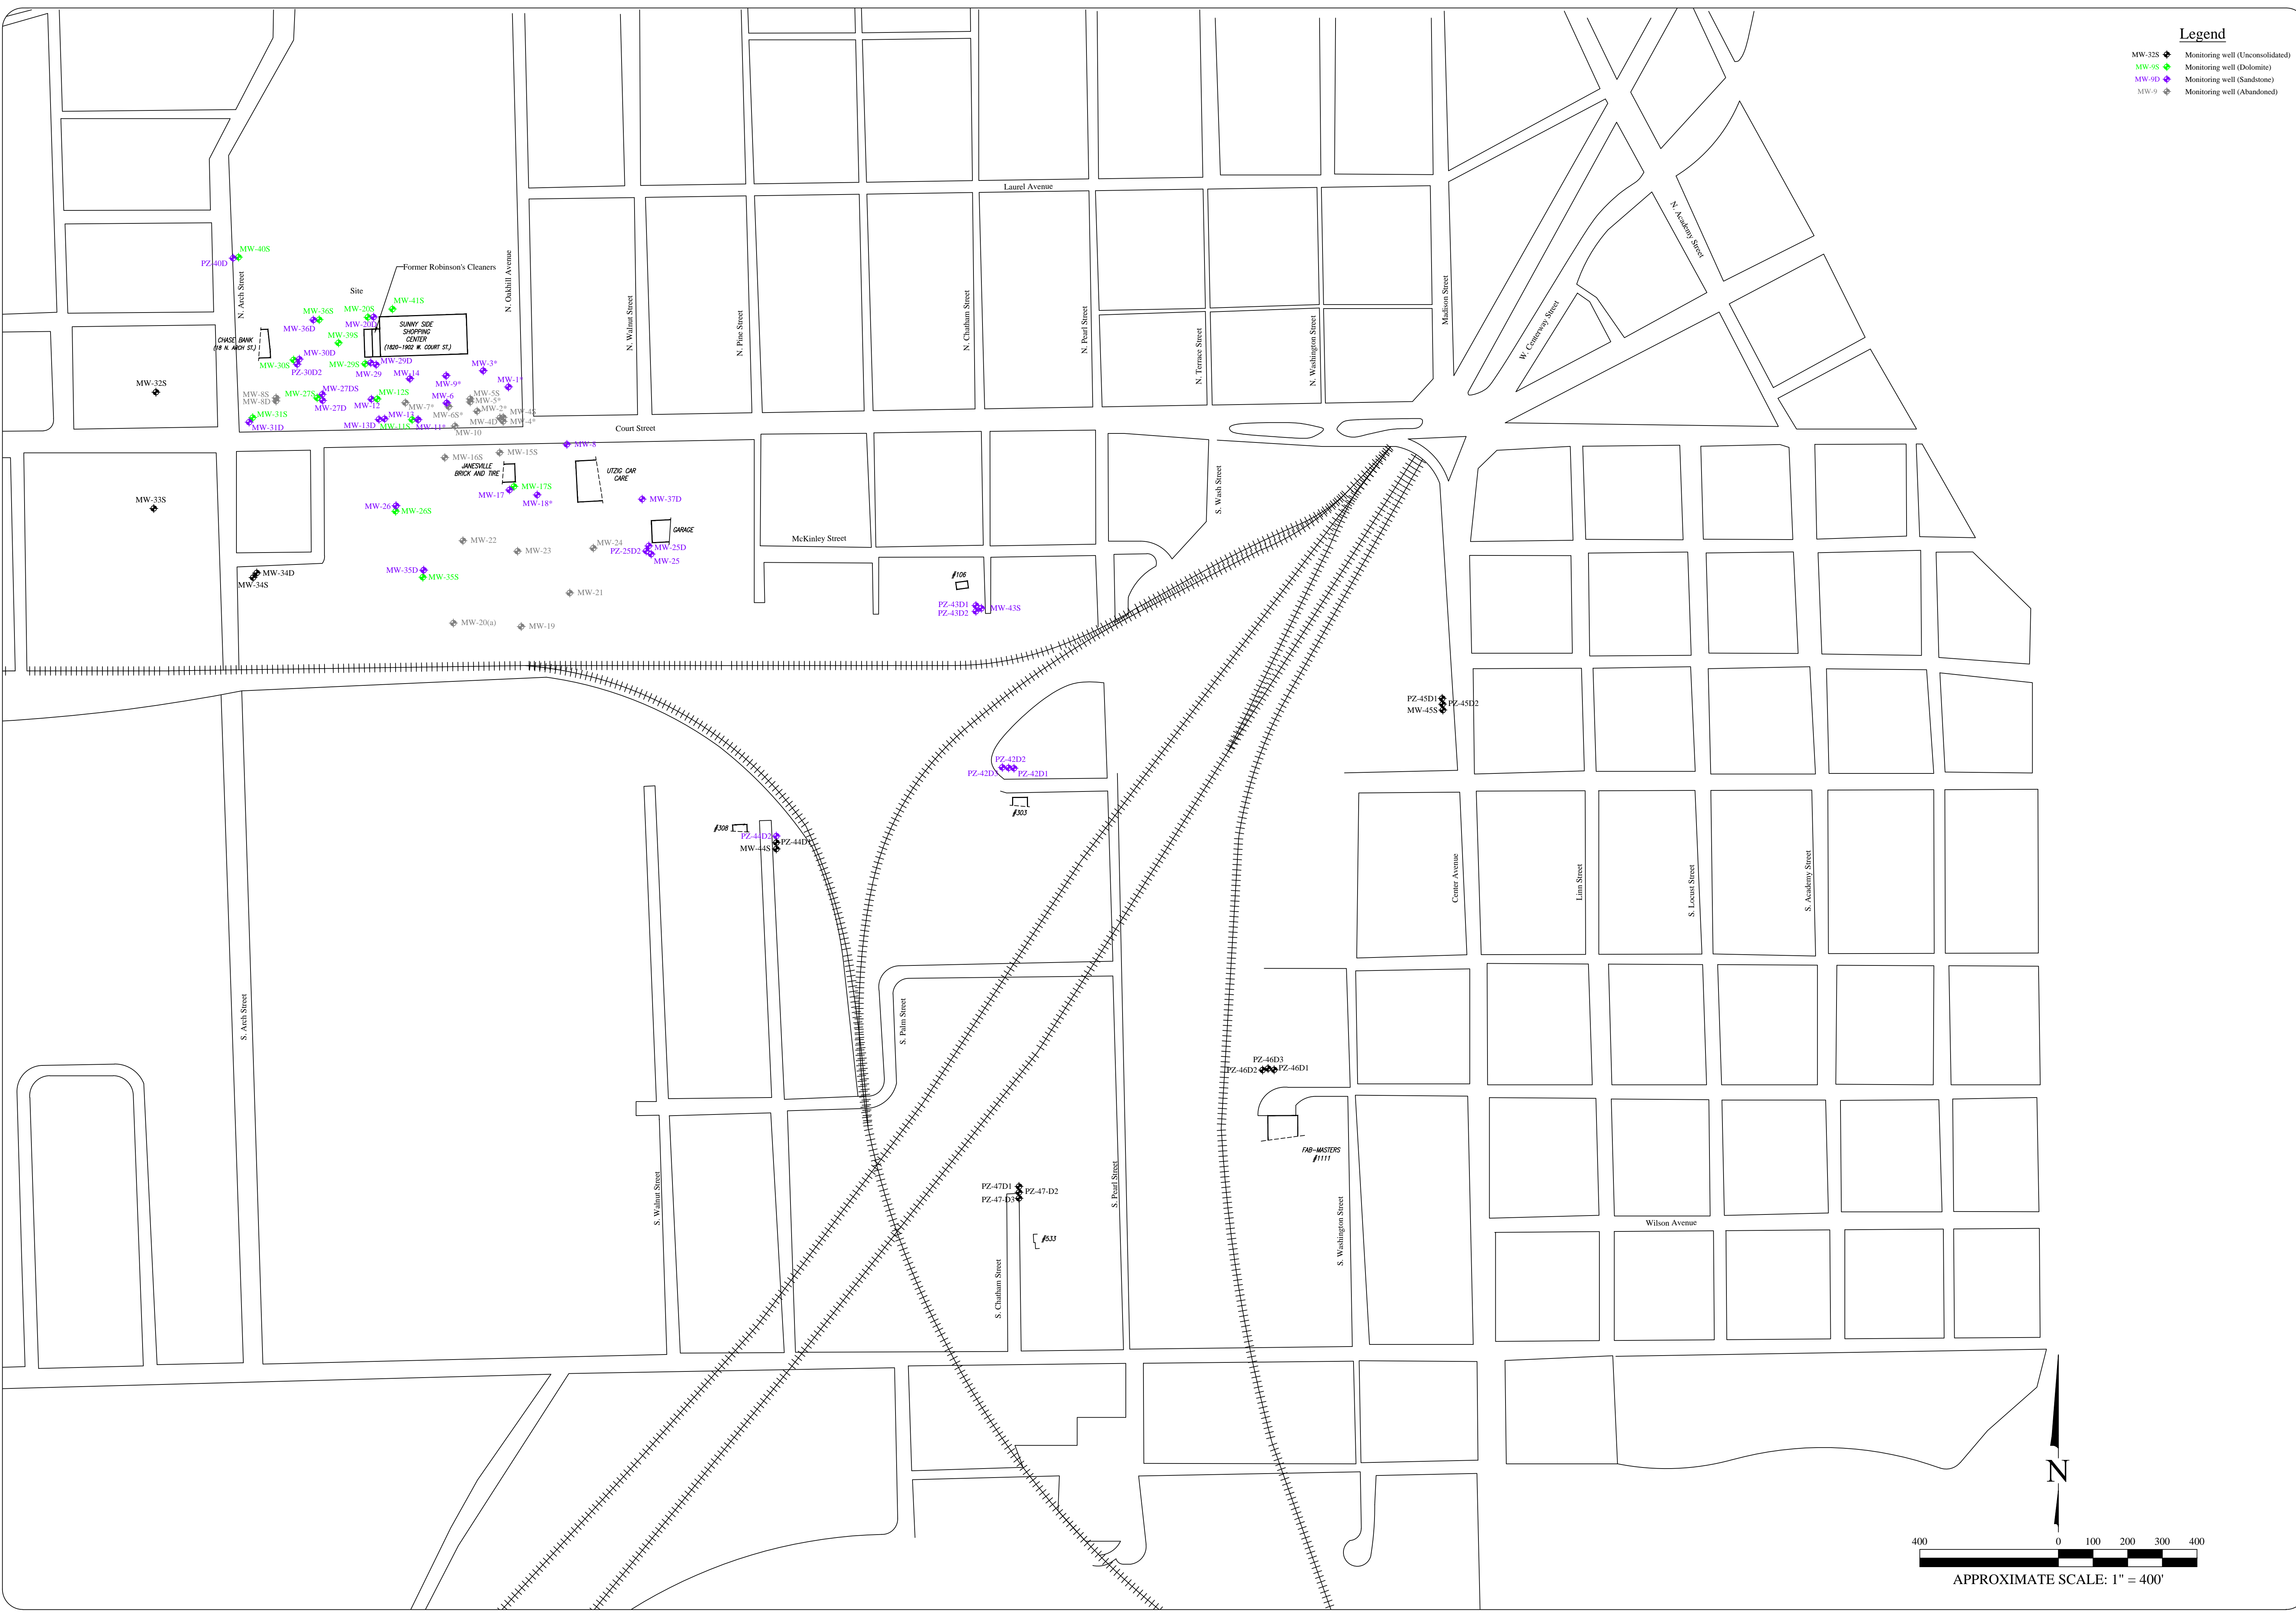 Legend
MW-32S Monitoring well (Unconsolidated)
MW-9S Monitoring well (Dolomite)
MW-9D Monitoring well (Sandstone)
MW-9 Monitoring well (Abandoned)
Laurel Avenue
N. Academy Street
MW-40S
PZ-40D
N. Arch Street
Former Robinson's Cleaners
Site
N. Oakhill Avenue
N. Walnut Street
N. Pine Street
N. Chatham Street
N. Pearl Street
N. Terrace Street
N. Washington Street
Madison Street
W. Centerway Street
MW-41S
MW-36S
MW-20S
MW-36D
MW-20D
SUNNY SIDE
SHOPPING
CENTER
(1820-1902 W. COURT ST.)
MW-39S
CHASE BANK
(18 N. ARCH ST.)
MW-30D
MW-30S
PZ-30D2
MW-29S
MW-29D
MW-29
MW-14
MW-3*
MW-9*
MW-1*
MW-32S
MW-8S
MW-8D
MW-27S
MW-27DS
MW-27D
MW-12S
MW-12
MW-6
MW-7*
MW-5S
MW-5*
MW-2*
MW-6S*
MW-4S
MW-4D
MW-4*
MW-31S
MW-31D
MW-13
MW-13D
MW-11S
MW-11*
MW-10
Court Street
MW-8
MW-16S
MW-15S
JANESVILLE
BRICK AND TIRE
UTZIG CAR
CARE
MW-17S
MW-17
MW-18*
MW-37D
MW-33S
MW-26
MW-26S
GARAGE
S. Wash Street
McKinley Street
MW-22
MW-23
MW-24
MW-25D
PZ-25D2
MW-25
MW-34D
MW-34S
MW-35D
MW-35S
#106
MW-21
PZ-43D1
MW-43S
PZ-43D2
MW-20(a)
MW-19
PZ-45D1
PZ-45D2
MW-45S
PZ-42D2
PZ-42D3
PZ-42D1
#303
#308
PZ-44D2
PZ-44D1
MW-44S
Center Avenue
Linn Street
S. Locust Street
S. Academy Street
S. Arch Street
S. Palm Street
PZ-46D3
PZ-46D2
PZ-46D1
FAB-MASTERS
#1111
S. Walnut Street
PZ-47D1
PZ-47-D2
PZ-47-D3
S. Pearl Street
S. Washington Street
Wilson Avenue
#533
S. Chatham Street
N
400 0 100 200 300 400
APPROXIMATE SCALE: 1" = 400'